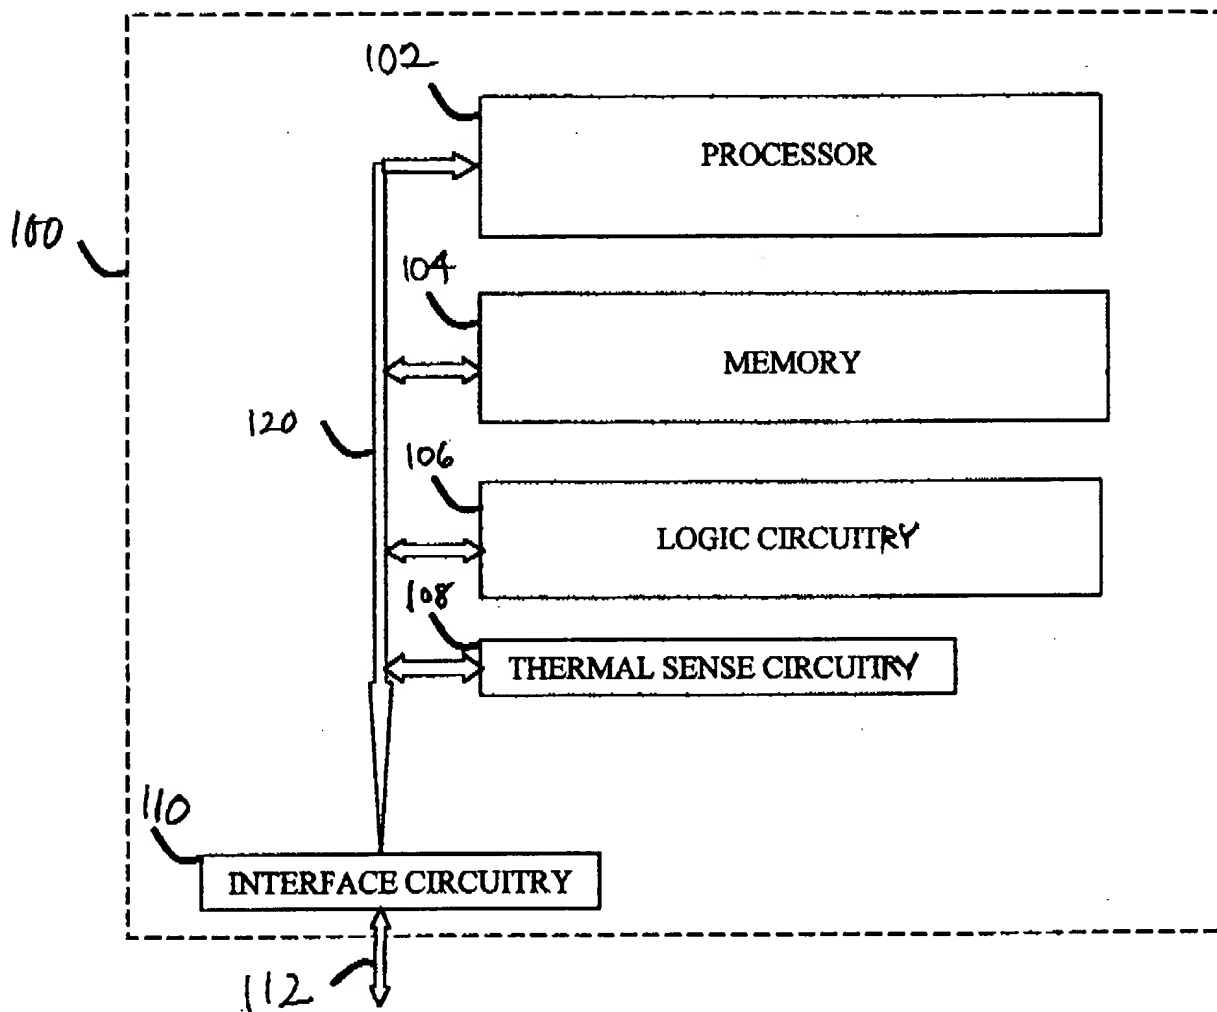 102
PROCESSOR
100
104
MEMORY
120
106
LOGIC CIRCUITRY
108
THERMAL SENSE CIRCUITRY
110
INTERFACE CIRCUITRY
112